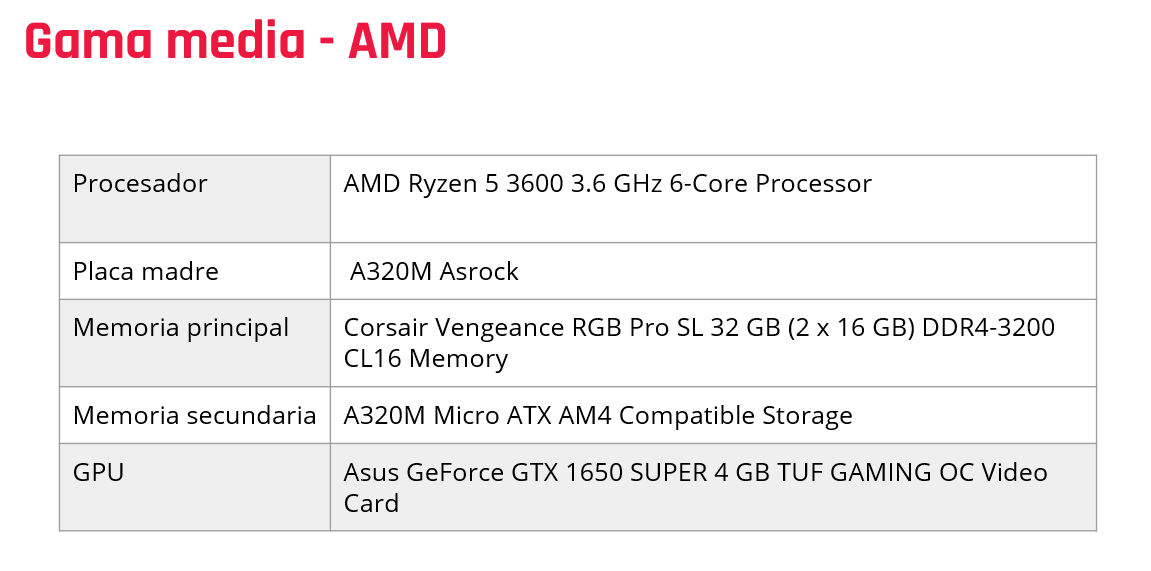 Gama media - AMD
Procesador
AMD Ryzen 5 3600 3.6 GHz 6-Core Processor
Placa madre
A320M Asrock
Memoria principal
Corsair Vengeance RGB Pro SL 32 GB (2 x 16 GB) DDR4-3200
CL16 Memory
Memoria secundaria
A320M Micro ATX AM4 Compatible Storage
GPU
Asus GeForce GTX 1650 SUPER 4 GB TUF GAMING OC Video
Card